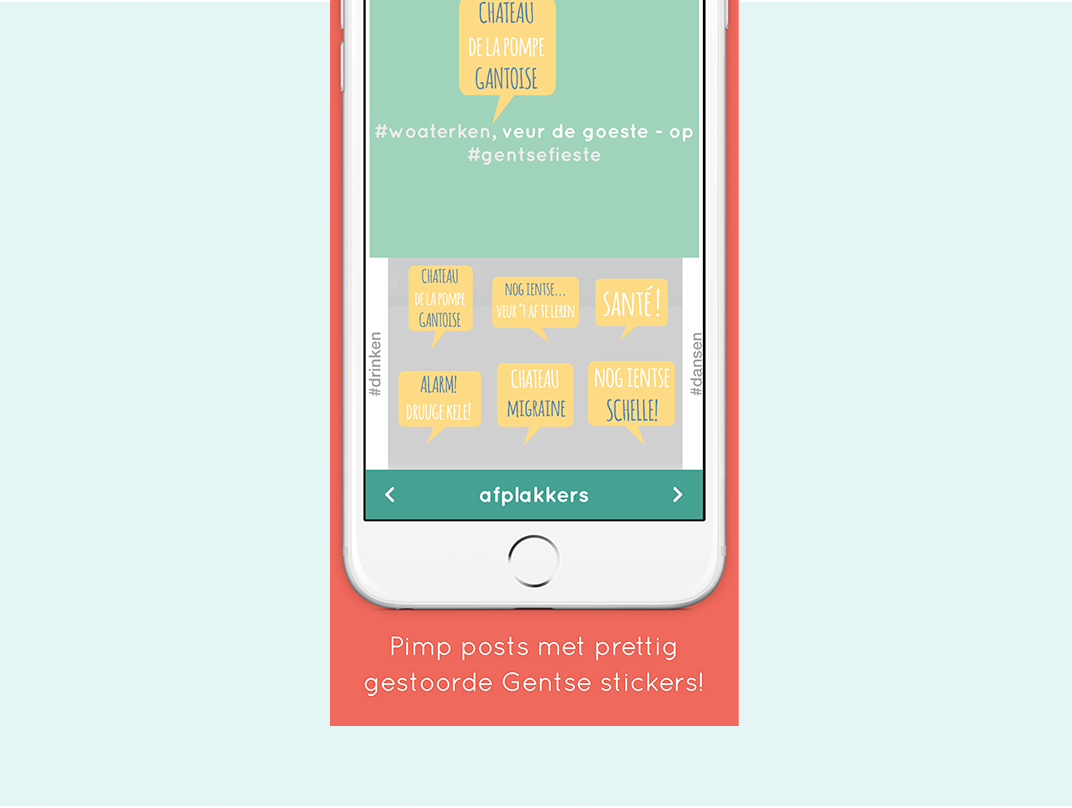 CHATEAU
DE LA POMPE
GANTOISE
#woaterken, veur de goeste - op
#gentsefieste
CHATEAU
DE LA POMPE
GANTOISE
NOG IENTSE...
VEUR 'T AF TE LEREN
SANTÉ!
#drinken
#dansen
ALARM!
DRUUGE KELE!
CHATEAU
MIGRAINE
NOG IENTSE
SCHELLE!
afplakkers
Pimp posts met prettig
gestoorde Gentse stickers!